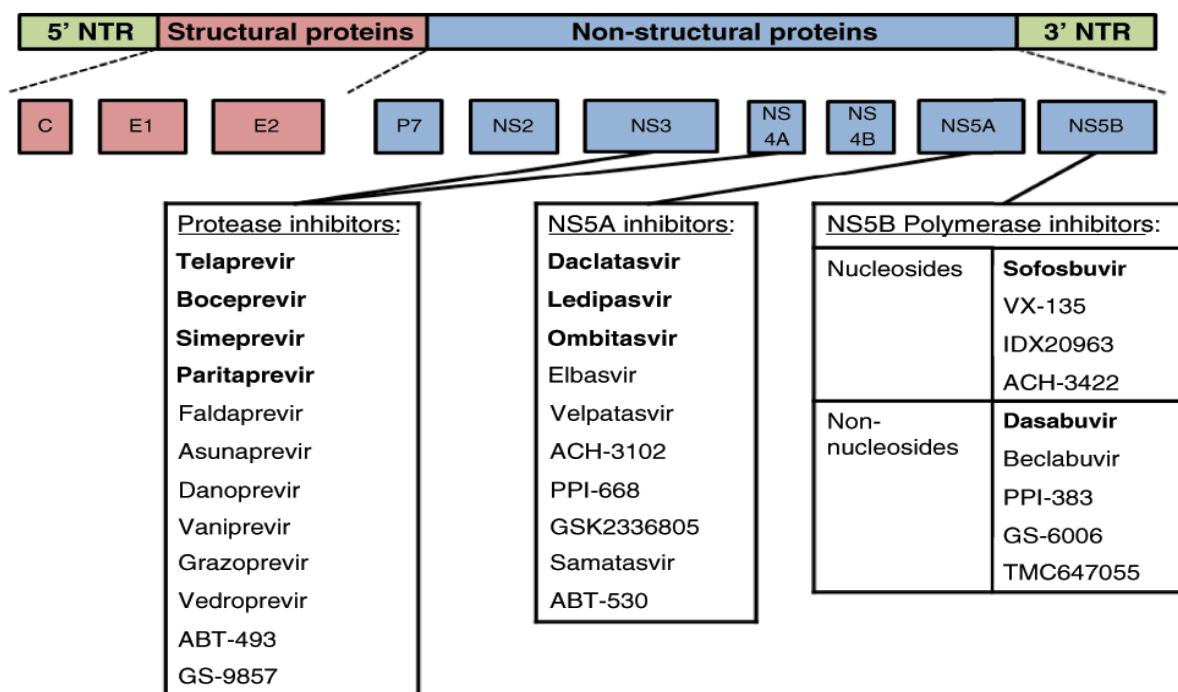 5' NTR Structural proteins Non-structural proteins 3' NTR
C E1 E2 P7 NS2 NS3 NS 4A NS 4B NS5A NS5B
Protease inhibitors:
Telaprevir
Boceprevir
Simeprevir
Paritaprevir
Faldaprevir
Asunaprevir
Danoprevir
Vaniprevir
Grazoprevir
Vedroprevir
ABT-493
GS-9857
NS5A inhibitors:
Daclatasvir
Ledipasvir
Ombitasvir
Elbasvir
Velpatasvir
ACH-3102
PPI-668
GSK2336805
Samatasvir
ABT-530
NS5B Polymerase inhibitors:
Nucleosides
Sofosbuvir
VX-135
IDX20963
ACH-3422
Non-
nucleosides
Dasabuvir
Beclabuvir
PPI-383
GS-6006
TMC647055